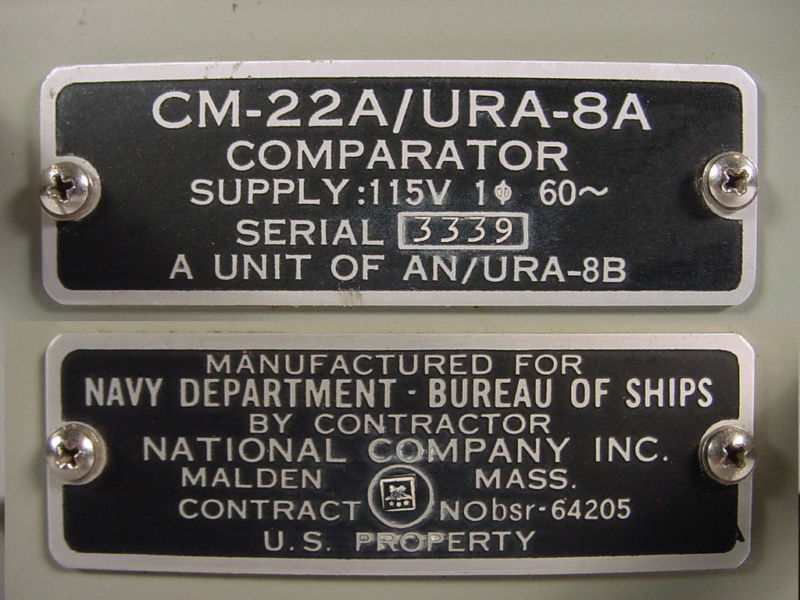 CM-22A/URA-8A
COMPARATOR
SUPPLY:115V 1ϕ 60~
SERIAL 3339
A UNIT OF AN/URA-8B
MANUFACTURED FOR
NAVY DEPARTMENT - BUREAU OF SHIPS
BY CONTRACTOR
NATIONAL COMPANY INC.
MALDEN MASS.
CONTRACT NObsr-64205
U.S. PROPERTY